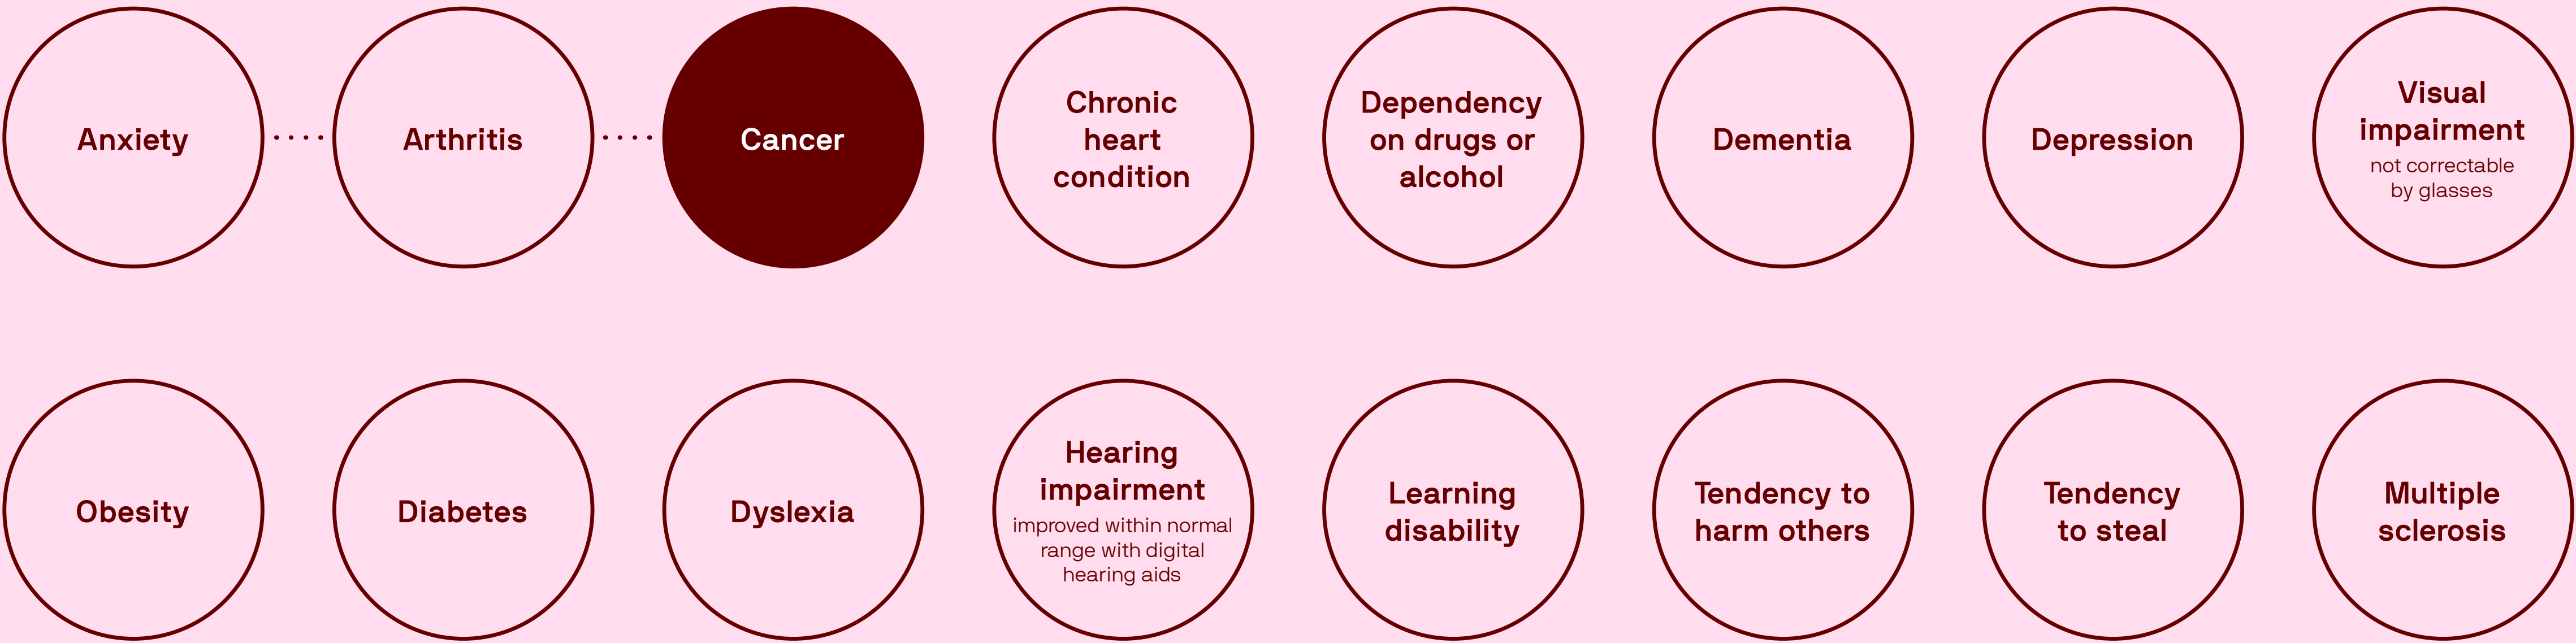 Anxiety
Arthritis
Cancer
Chronic
heart
condition
Dependency
on drugs or
alcohol
Dementia
Depression
Visual
impairment
not correctable
by glasses
Obesity
Diabetes
Dyslexia
Hearing
impairment
improved within normal
range with digital
hearing aids
Learning
disability
Tendency to
harm others
Tendency
to steal
Multiple
sclerosis